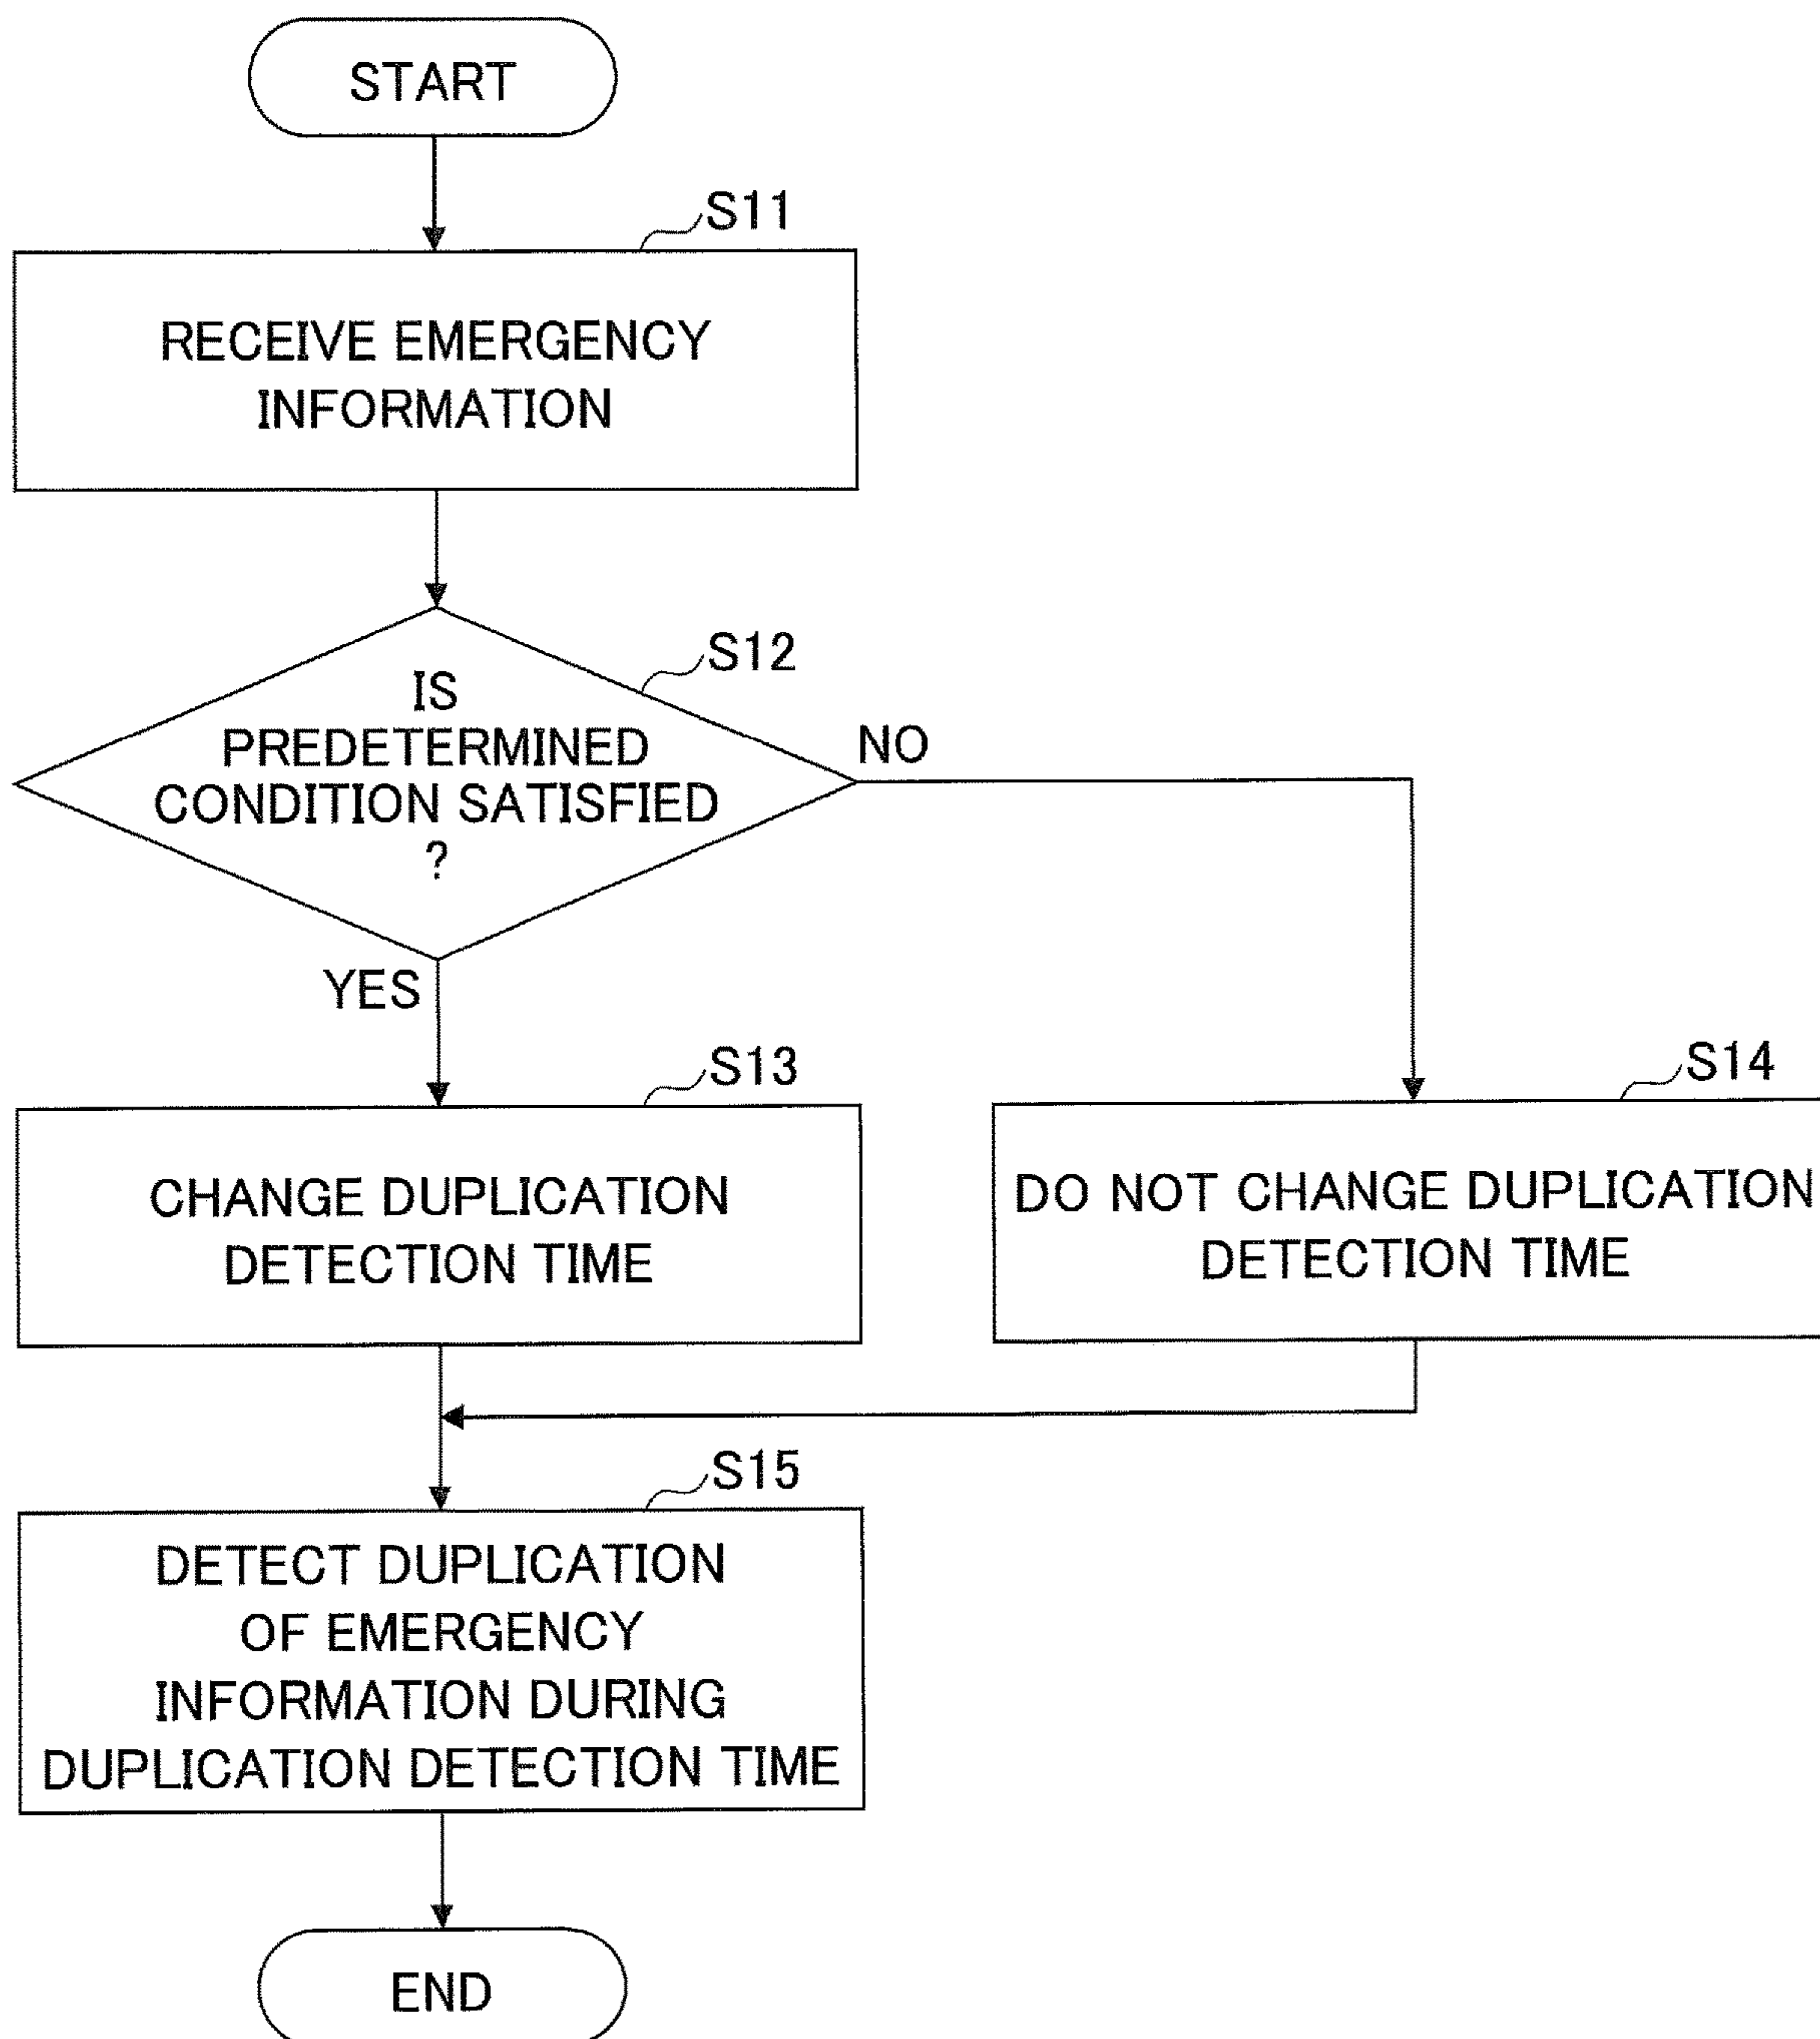 START
S11
RECEIVE EMERGENCY
INFORMATION
S12
IS
PREDETERMINED
CONDITION SATISFIED
?
NO
YES
S13
CHANGE DUPLICATION
DETECTION TIME
S14
DO NOT CHANGE DUPLICATION
DETECTION TIME
S15
DETECT DUPLICATION
OF EMERGENCY
INFORMATION DURING
DUPLICATION DETECTION TIME
END